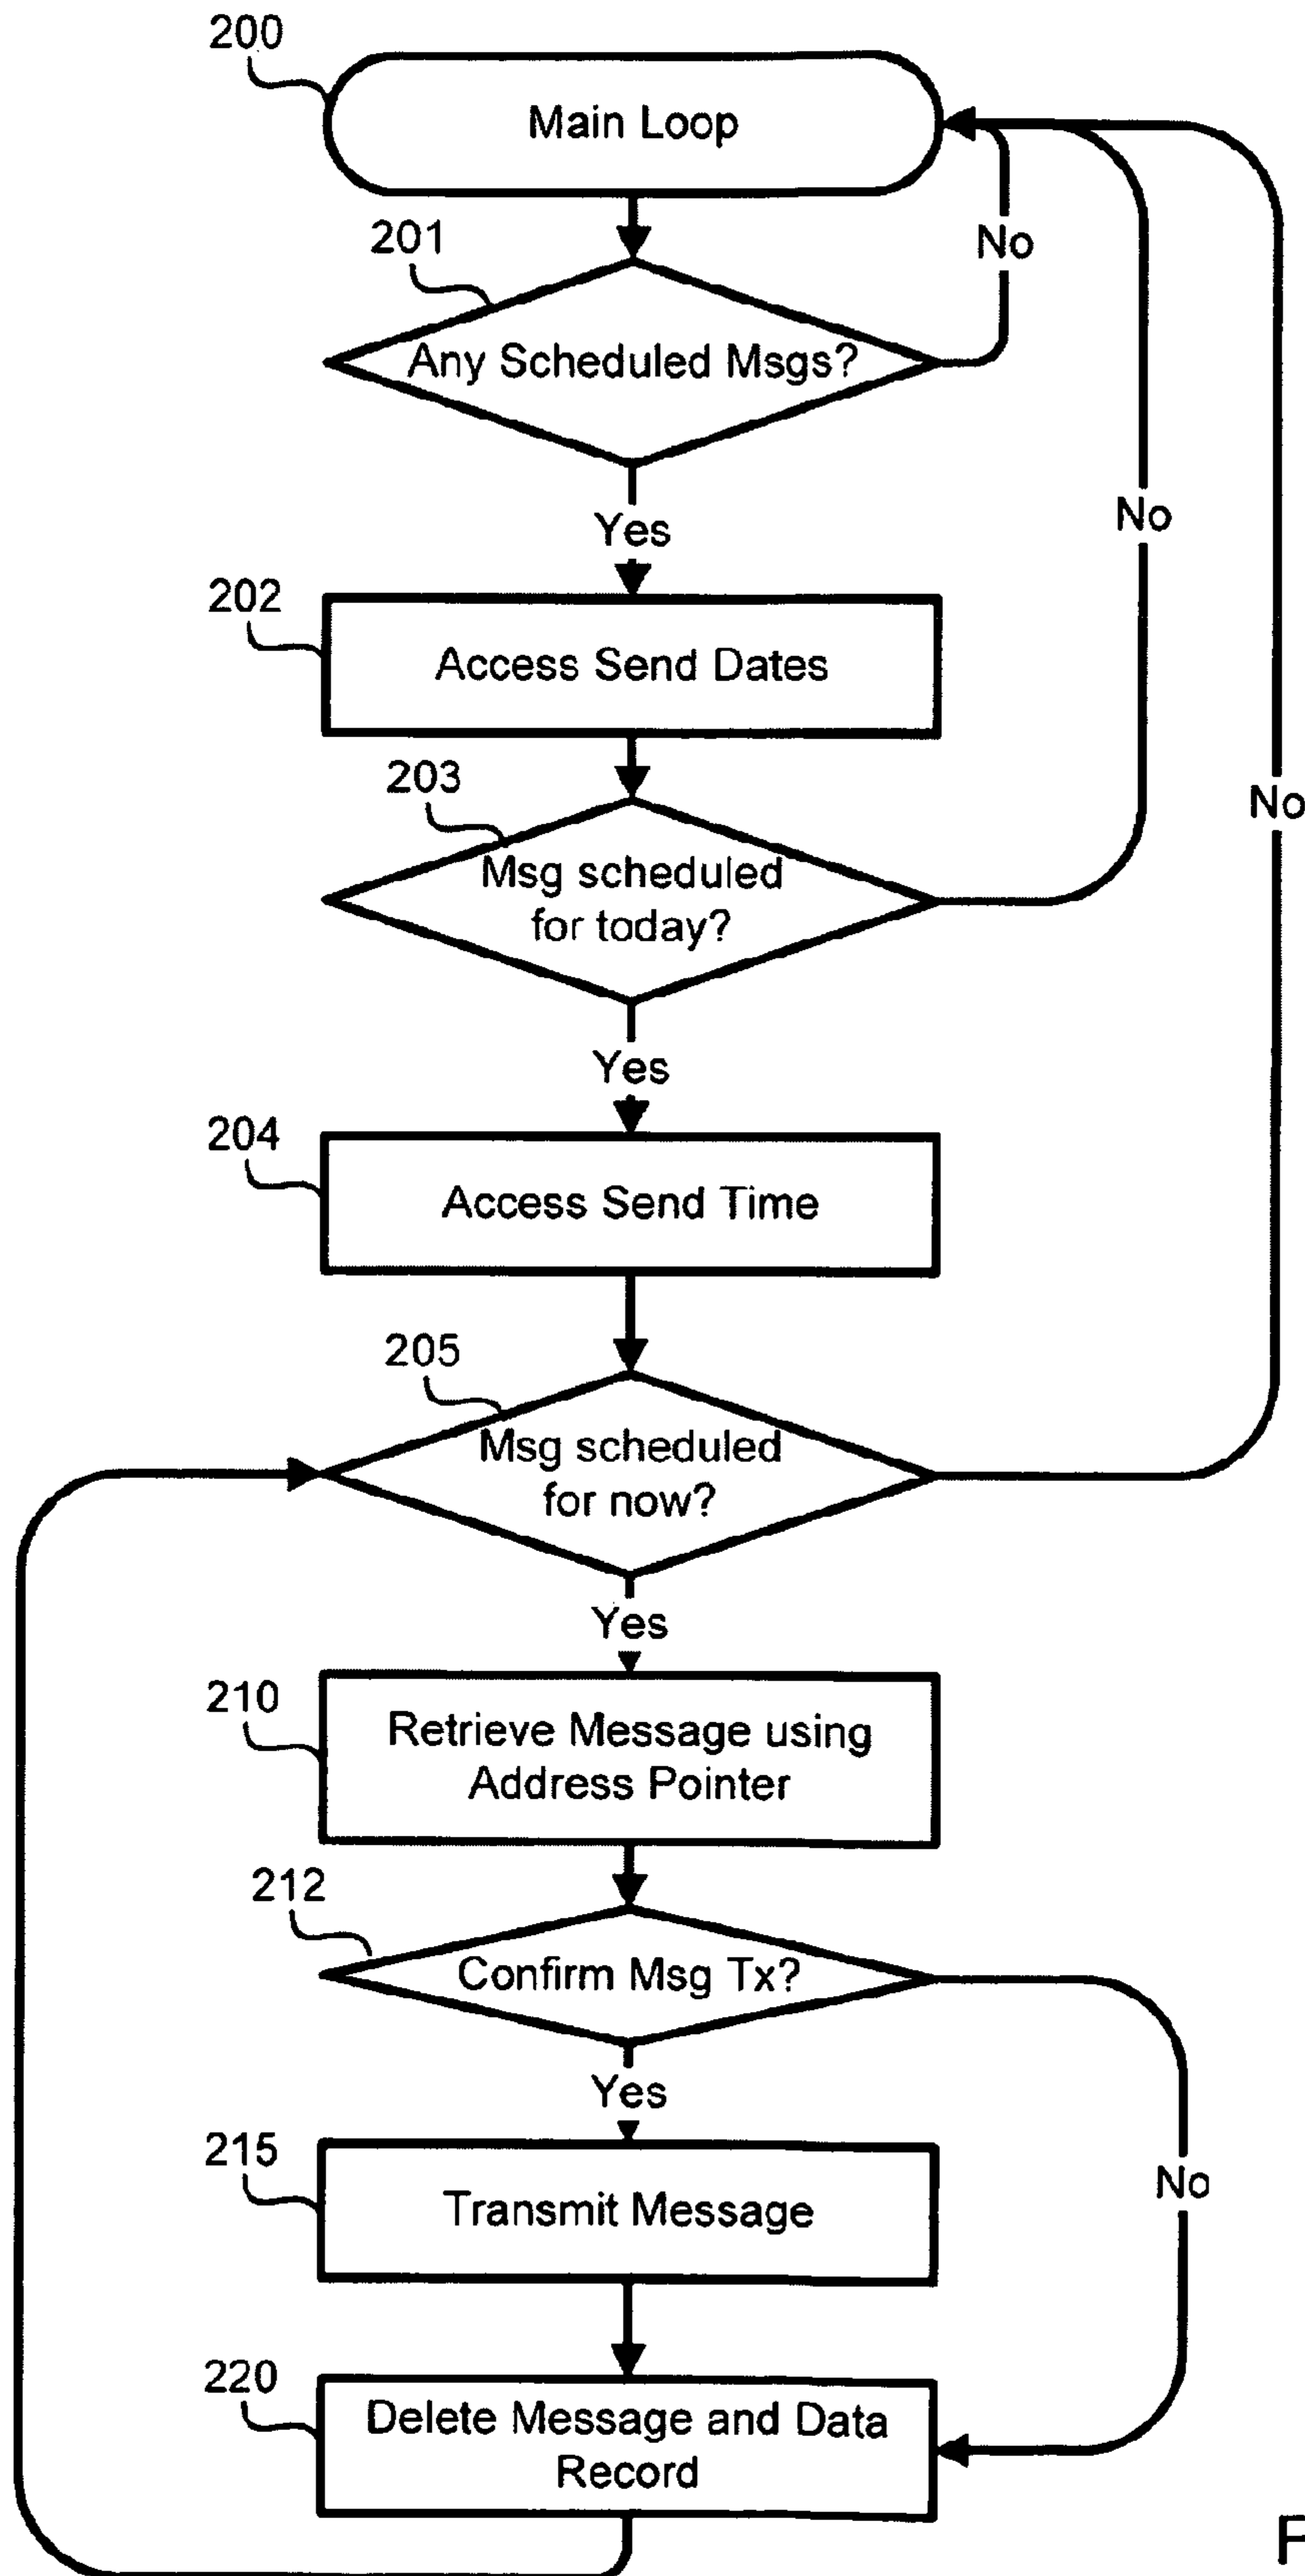 200
Main Loop
201
No
Any Scheduled Msgs?
Yes
No
202
Access Send Dates
203
No
Msg scheduled
for today?
Yes
204
Access Send Time
205
Msg scheduled
for now?
Yes
210
Retrieve Message using
Address Pointer
212
Confirm Msg Tx?
Yes
215
No
Transmit Message
220
Delete Message and Data
Record